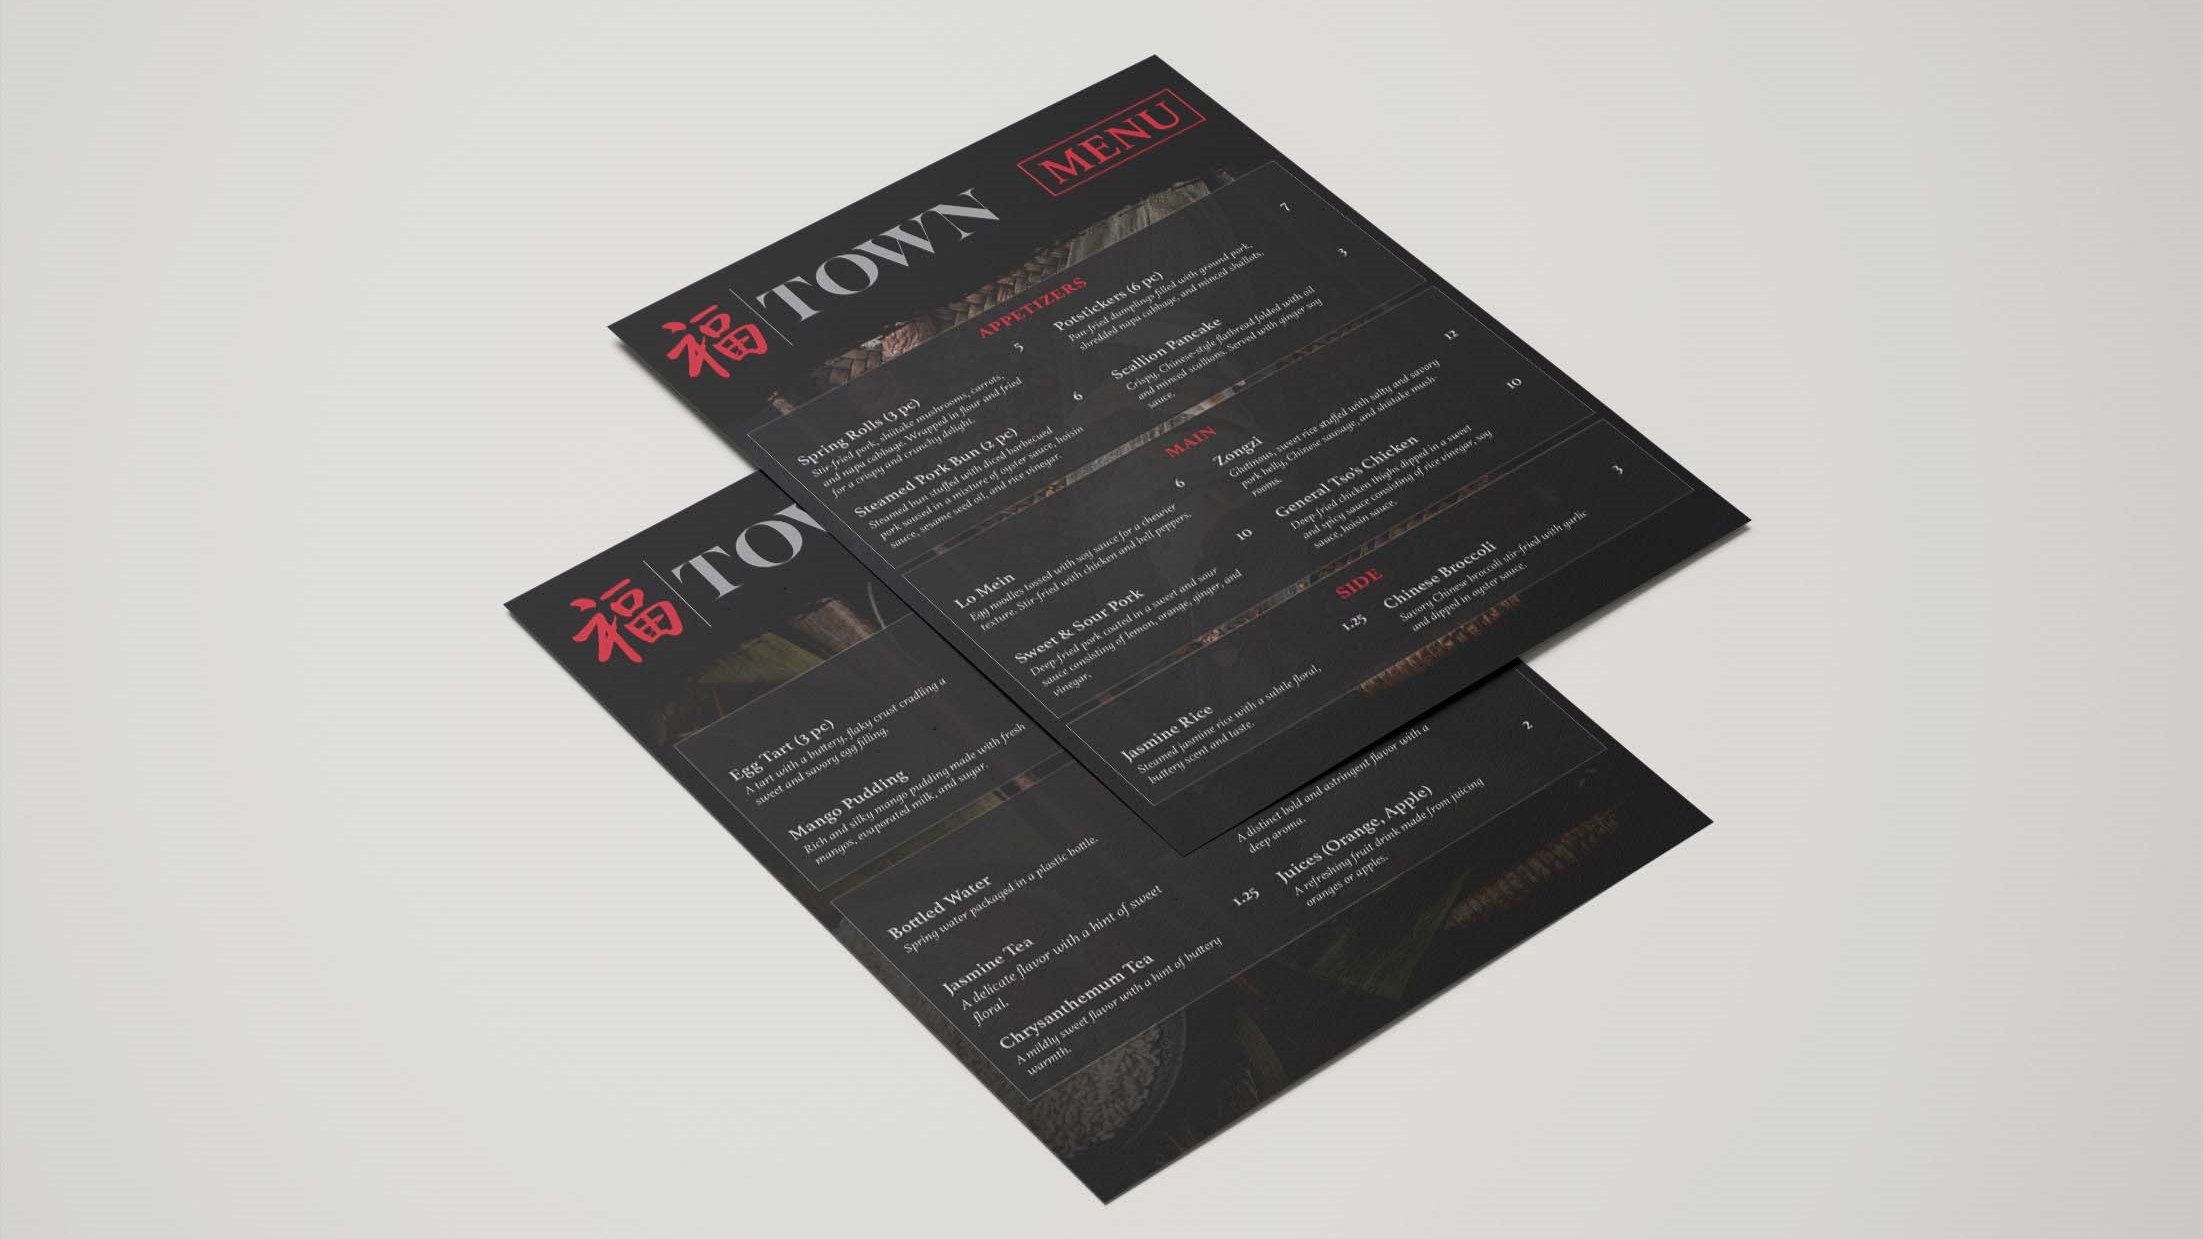 福 TOWN
MENU
APPETIZERS
Spring Rolls (3 pc) 5
Stir-fried pork, shiitake mushrooms, carrots,
and napa cabbage. Wrapped in flour and fried
for a crispy and crunchy delight.
Steamed Pork Bun (2 pc) 6
Steamed bun stuffed with diced barbecued
pork soused in a mixture of oyster sauce, hoisin
sauce, sesame seed oil, and rice vinegar.
Potstickers (6 pc) 7
Pan-fried dumplings filled with ground pork,
shredded napa cabbage, and minced shallots.
Scallion Pancake 3
Crispy, Chinese-style flatbread folded with oil
and minced scallions. Served with ginger soy
sauce.
MAIN
Lo Mein 6
Egg noodles tossed with soy sauce for a chewier
texture. Stir-fried with chicken and bell peppers.
Sweet & Sour Pork 10
Deep-fried pork coated in a sweet and sour
sauce consisting of lemon, orange, ginger, and
vinegar.
Zongzi 12
Glutinous, sweet rice stuffed with salty and savory
pork belly, Chinese sausage, and shiitake mush-
rooms.
General Tso's Chicken 10
Deep-fried chicken thighs dipped in a sweet
and spicy sauce consisting of rice vinegar, soy
sauce, hoisin sauce.
SIDE
Jasmine Rice 1.25
Steamed jasmine rice with a subtle floral,
buttery scent and taste.
Chinese Broccoli 3
Savory Chinese broccoli stir-fried with garlic
and dipped in oyster sauce.
福 TOW
Egg Tart (3 pc)
A tart with a buttery, flaky crust cradling a
sweet and savory egg filling.
Mango Pudding
Rich and silky mango pudding made with fresh
mangos, evaporated milk, and sugar.
Bottled Water
Spring water packaged in a plastic bottle.
Jasmine Tea 1.25
A delicate flavor with a hint of sweet
floral.
Chrysanthemum Tea
A mildly sweet flavor with a hint of buttery
warmth.
A distinct bold and astringent flavor with a
deep aroma.
Juices (Orange, Apple) 2
A refreshing fruit drink made from juicing
oranges or apples.